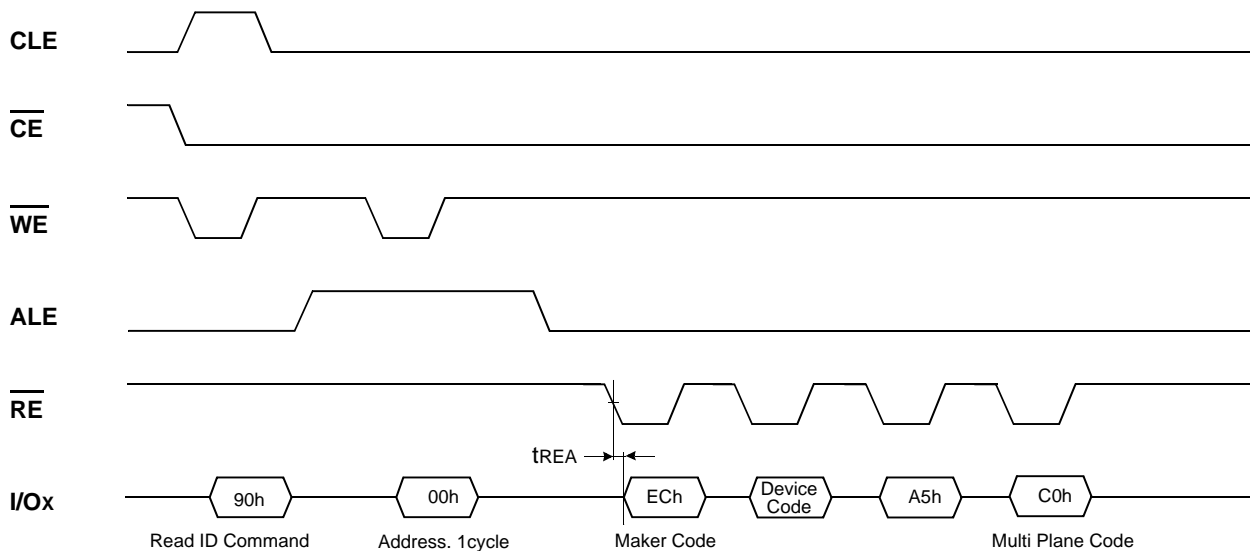 CLE
CE
WE
ALE
RE
tREA
I/Ox
90h
00h
ECh
Device
Code
A5h
C0h
Read ID Command
Address. 1cycle
Maker Code
Multi Plane Code